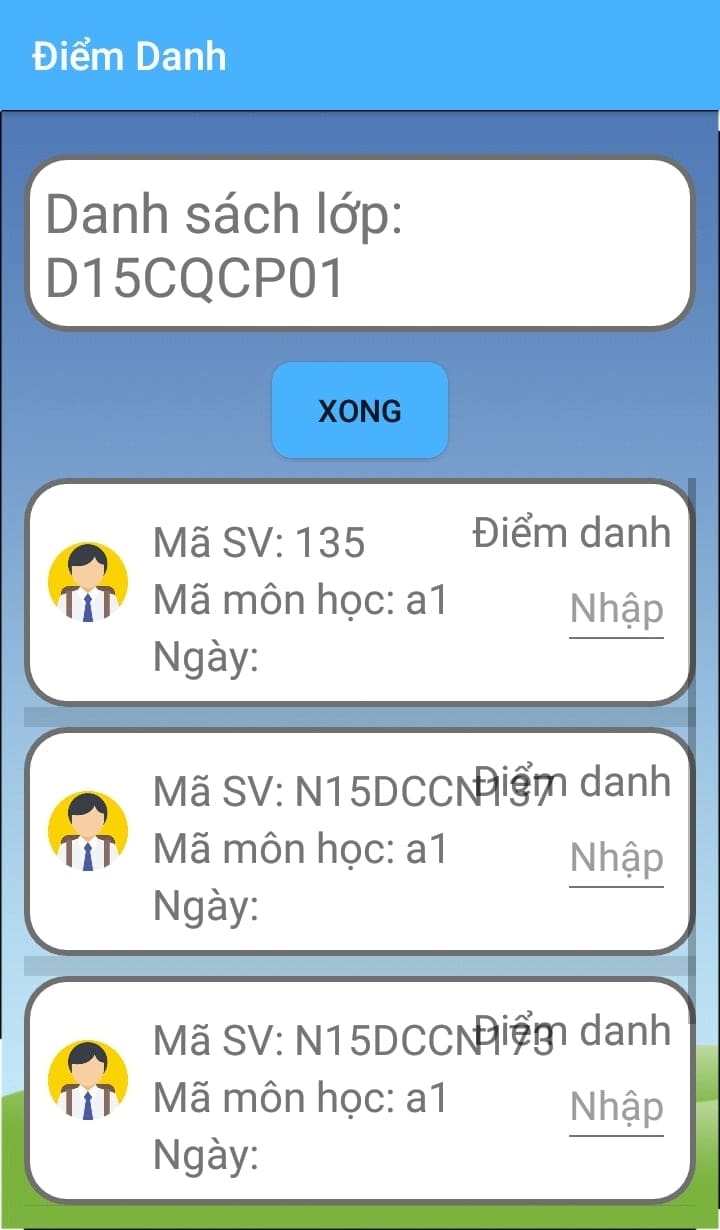 Điểm Danh
Danh sách lớp:
D15CQCP01
XONG
Mã SV: 135
Điểm danh
Mã môn học: a1
Nhập
Ngày:
Mã SV: N15DCCN137
Điểm danh
Mã môn học: a1
Nhập
Ngày:
Mã SV: N15DCCN173
Điểm danh
Mã môn học: a1
Nhập
Ngày: